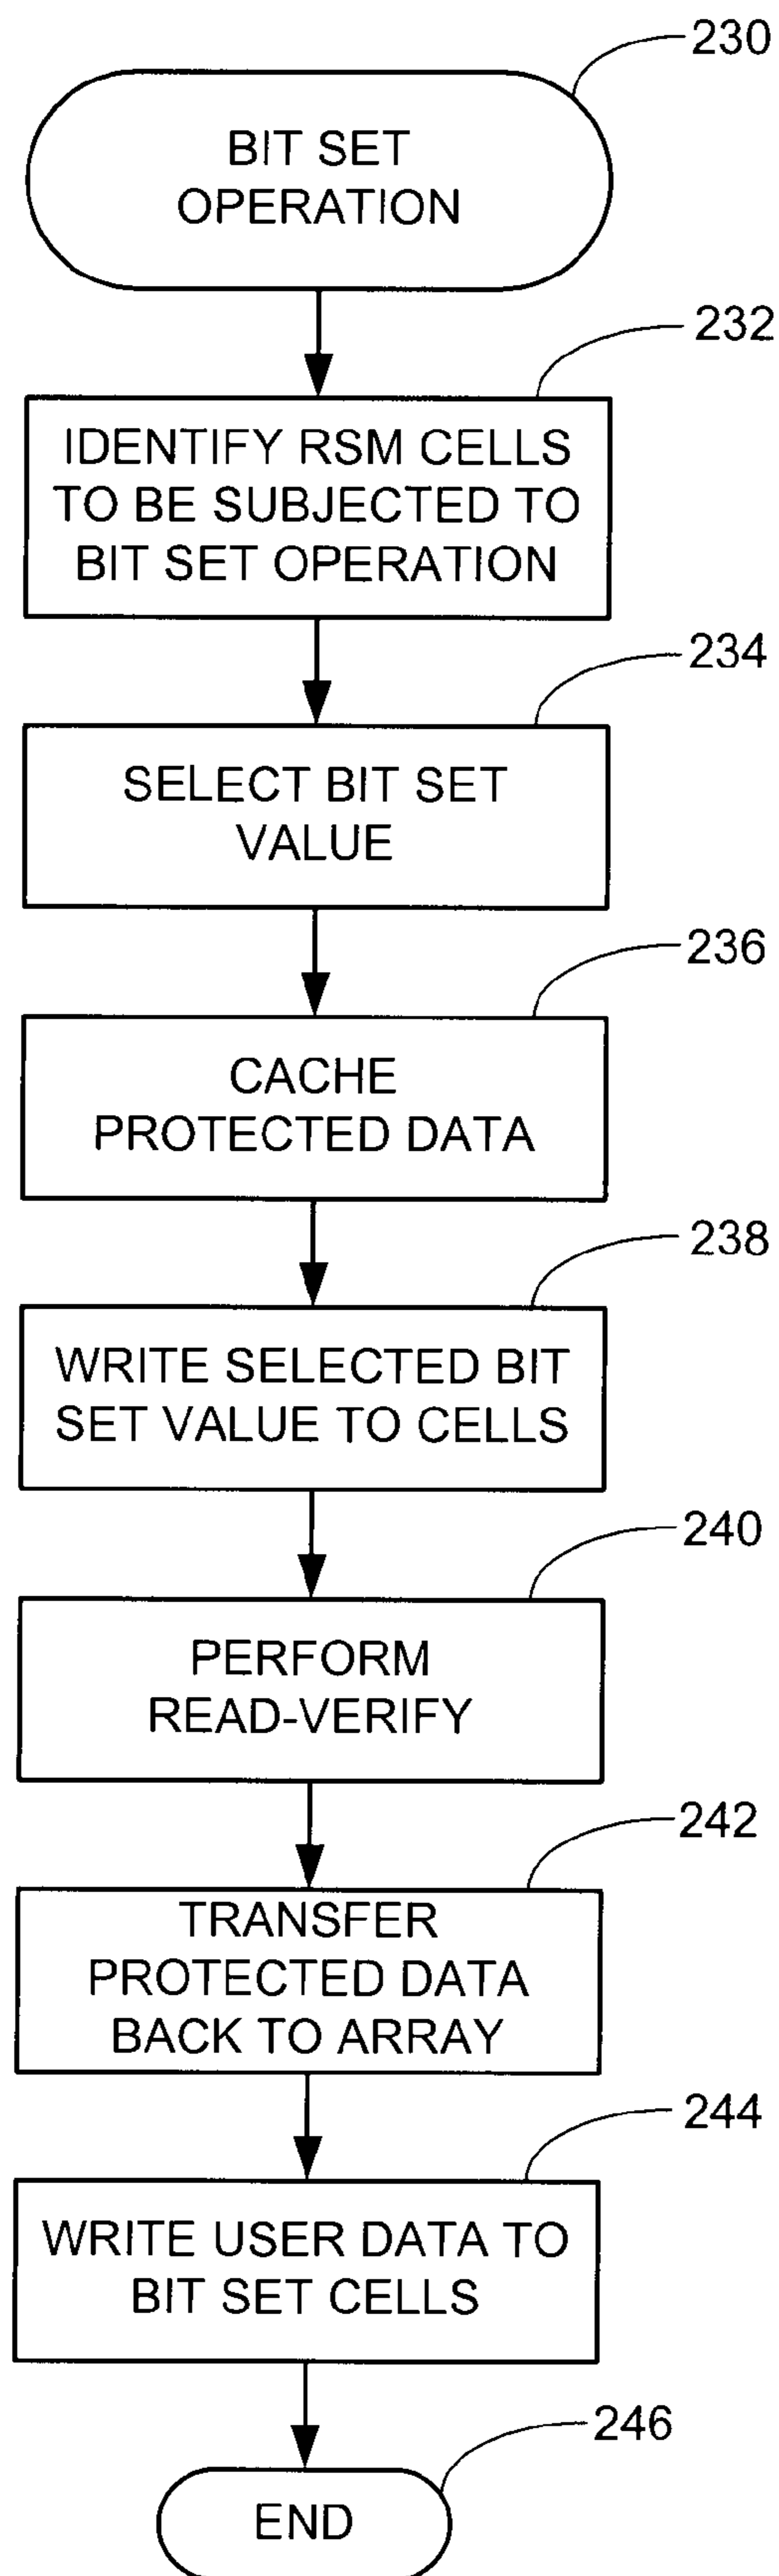 230
BIT SET
OPERATION
232
IDENTIFY RSM CELLS
TO BE SUBJECTED TO
BIT SET OPERATION
234
SELECT BIT SET
VALUE
236
CACHE
PROTECTED DATA
238
WRITE SELECTED BIT
SET VALUE TO CELLS
240
PERFORM
READ-VERIFY
242
TRANSFER
PROTECTED DATA
BACK TO ARRAY
244
WRITE USER DATA TO
BIT SET CELLS
246
END